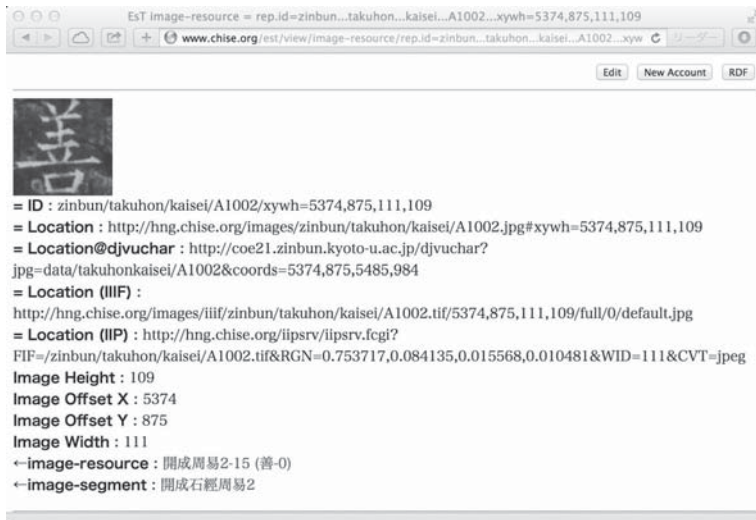 EsT image-resource = rep.id=zinbun...takuhon...kaisei...A1002...xywh=5374,875,111,109
www.chise.org/est/view/image-resource/rep.id=zinbun...takuhon...kaisei...A1002...xyw
リーダー
Edit New Account RDF
善
= ID : zinbun/takuhon/kaisei/A1002/xywh=5374,875,111,109
= Location : http://hng.chise.org/images/zinbun/takuhon/kaisei/A1002.jpg#xywh=5374,875,111,109
= Location@djvuchar : http://coe21.zinbun.kyoto-u.ac.jp/djvuchar?
jpg=data/takuhonkaisei/A1002&coords=5374,875,5485,984
= Location (IIIF) :
http://hng.chise.org/images/iiif/zinbun/takuhon/kaisei/A1002.tif/5374,875,111,109/full/0/default.jpg
= Location (IIP) : http://hng.chise.org/iipsrv/iipsrv.fcgi?
FIF=/zinbun/takuhon/kaisei/A1002.tif&RGN=0.753717,0.084135,0.015568,0.010481&WID=111&CVT=jpeg
Image Height : 109
Image Offset X : 5374
Image Offset Y : 875
Image Width : 111
←image-resource : 開成周易2-15 (善-0)
←image-segment : 開成石經周易2